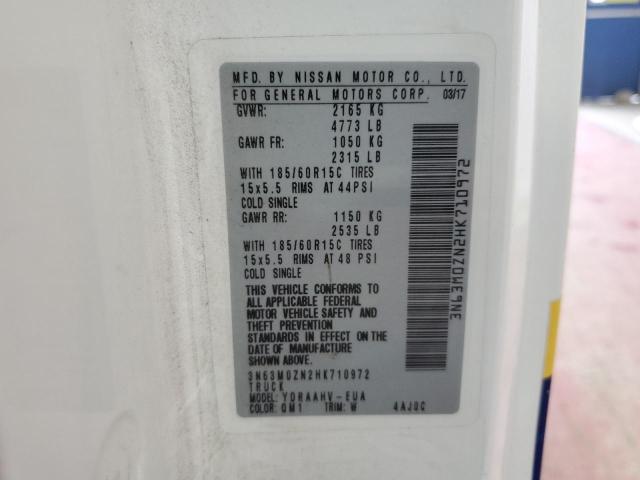 MFD. BY NISSAN MOTOR CO., LTD.
FOR GENERAL MOTORS CORP. 03/17
GVWR: 2165 KG
4773 LB
GAWR FR: 1050 KG
2315 LB
WITH 185/60R15C TIRES
15x5.5 RIMS AT 44PSI
COLD SINGLE
GAWR RR: 1150 KG
2535 LB
WITH 185/60R15C TIRES
15x5.5 RIMS AT 48 PSI
COLD SINGLE
THIS VEHICLE CONFORMS TO
ALL APPLICABLE FEDERAL
MOTOR VEHICLE SAFETY AND
THEFT PREVENTION
STANDARDS IN EFFECT ON THE
DATE OF MANUFACTURE
SHOWN ABOVE.
3N63M0ZN2HK710972
TRUCK
MODEL: YDRAAHV-EUA
COLOR: QM1 TRIM: W 4AJ0C
3N63M0ZN2HK710972